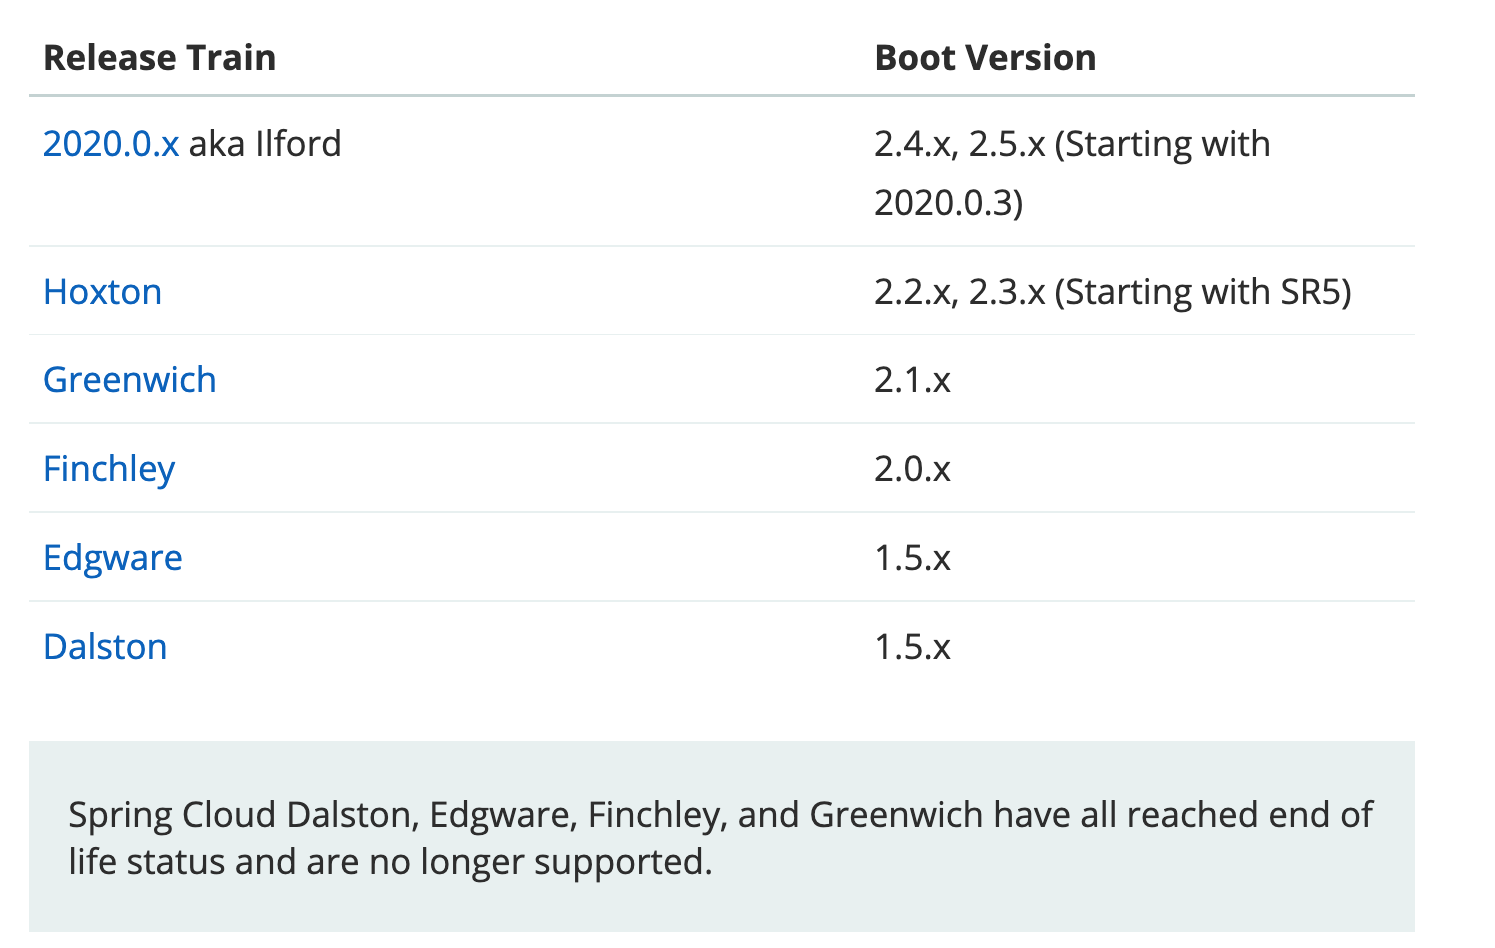 Release Train Boot Version
2020.0.x aka Ilford 2.4.x, 2.5.x (Starting with
2020.0.3)
Hoxton 2.2.x, 2.3.x (Starting with SR5)
Greenwich 2.1.x
Finchley 2.0.x
Edgware 1.5.x
Dalston 1.5.x
Spring Cloud Dalston, Edgware, Finchley, and Greenwich have all reached end of
life status and are no longer supported.